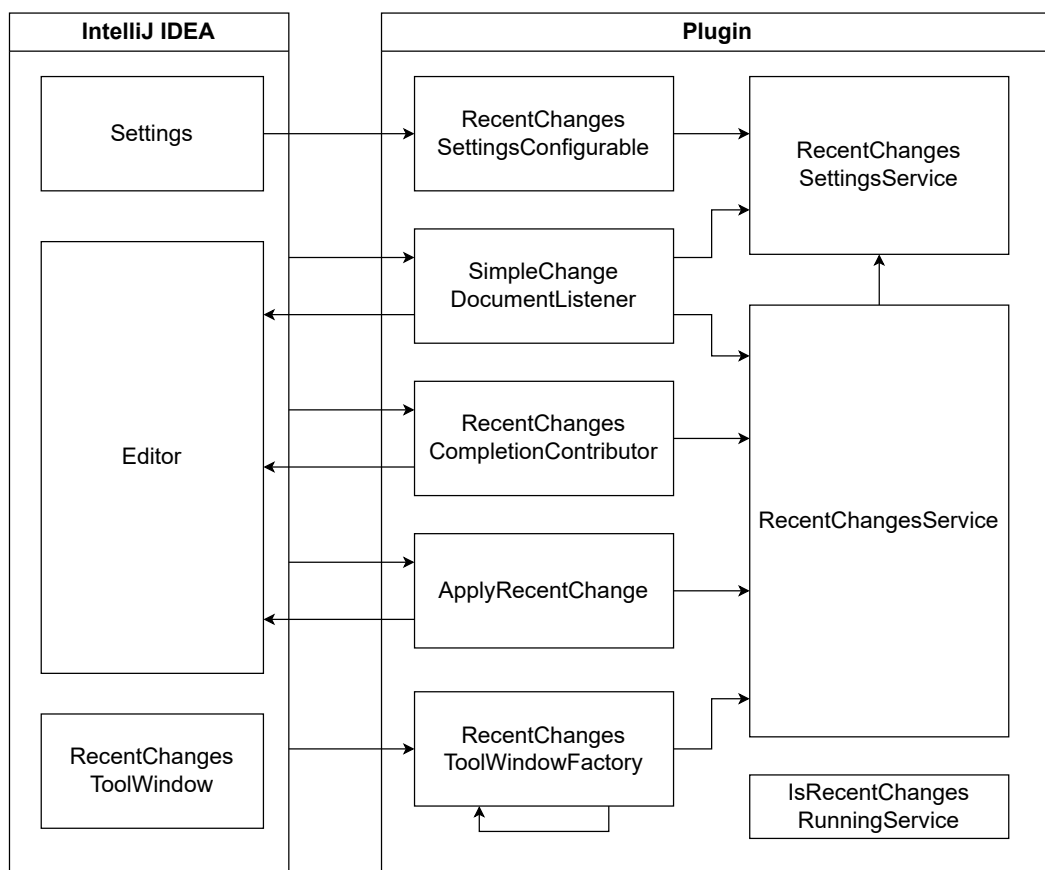 IntelliJ IDEA
Plugin
Settings
RecentChanges
SettingsConfigurable
RecentChanges
SettingsService
SimpleChange
DocumentListener
Editor
RecentChanges
CompletionContributor
RecentChangesService
ApplyRecentChange
RecentChanges
ToolWindow
RecentChanges
ToolWindowFactory
IsRecentChanges
RunningService